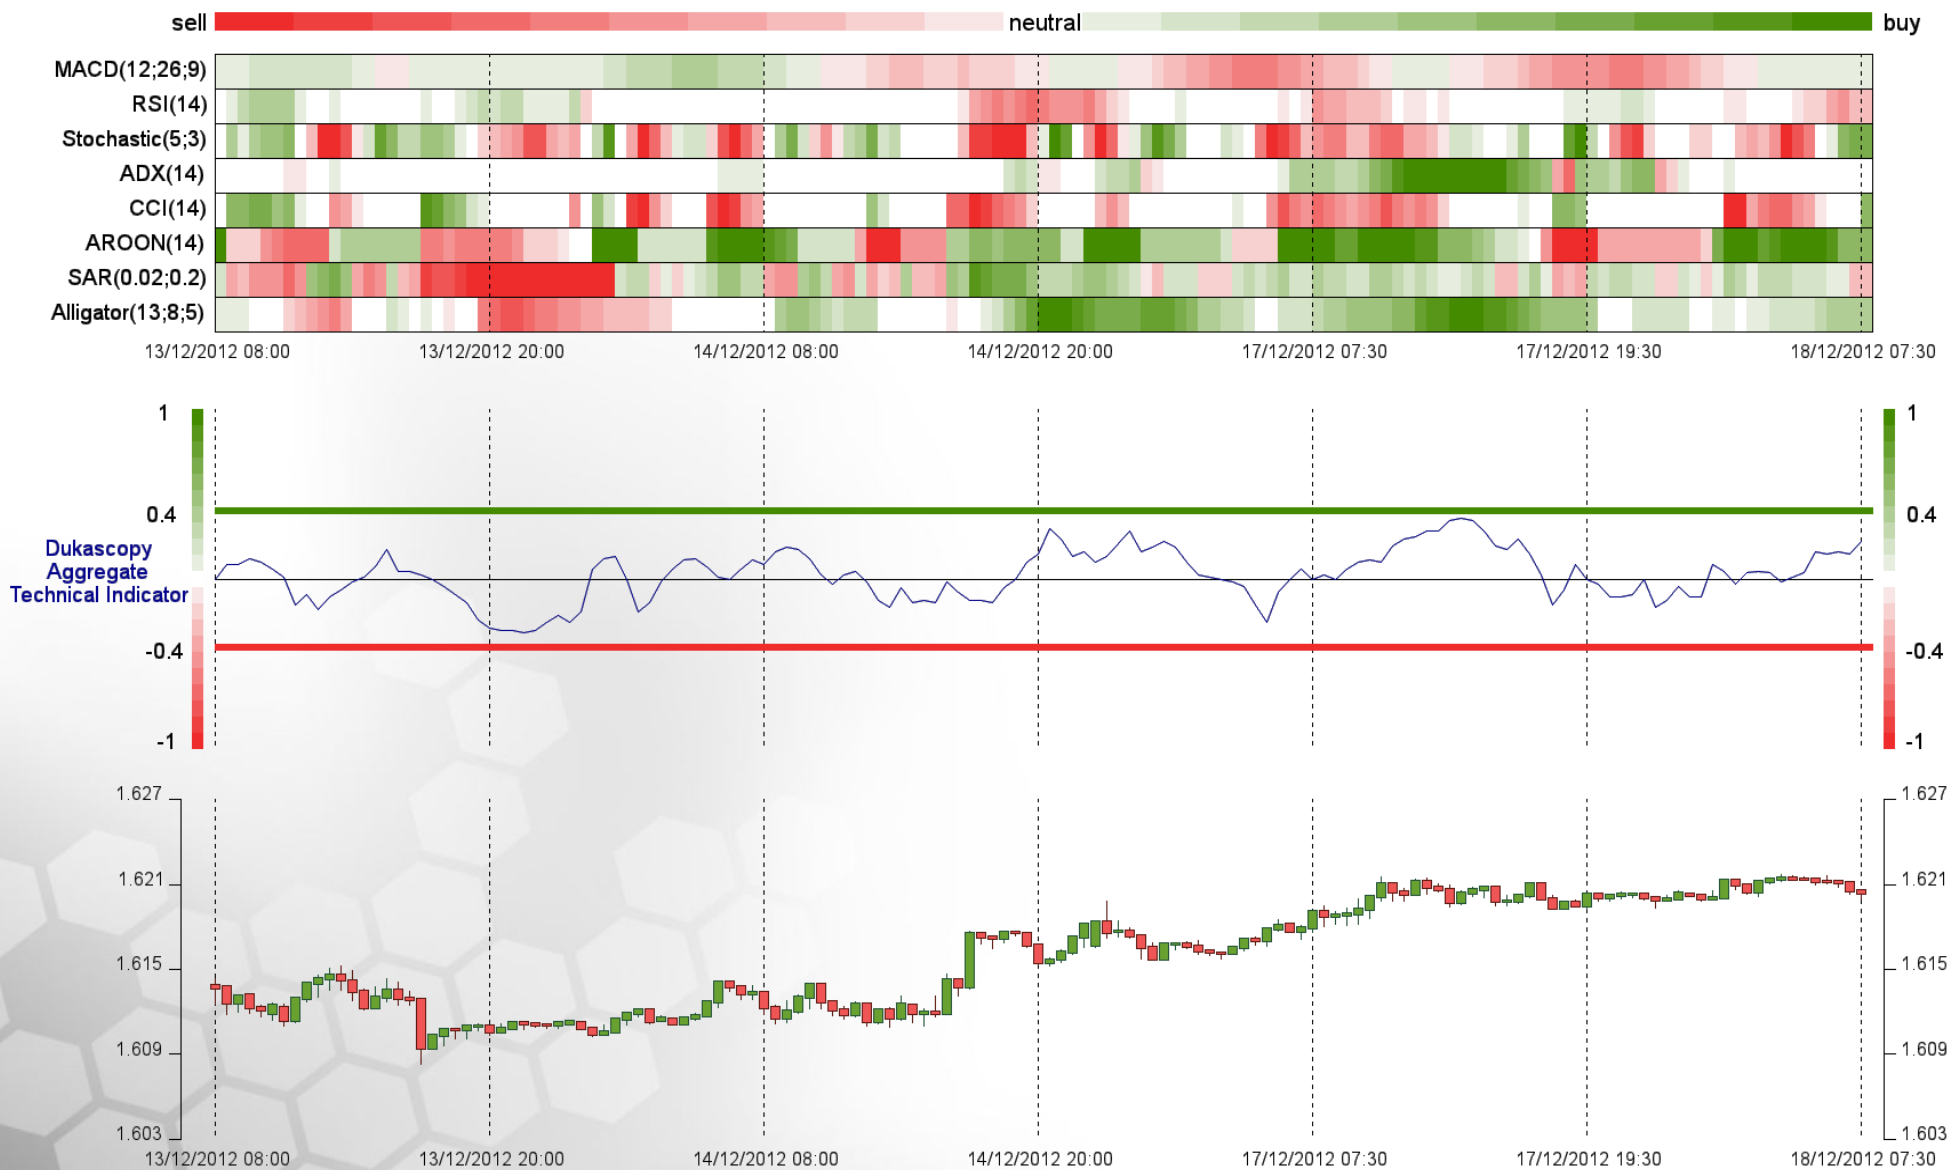 sell neutral buy
MACD(12;26;9)
RSI(14)
Stochastic(5;3)
ADX(14)
CCI(14)
AROON(14)
SAR(0.02;0.2)
Alligator(13;8;5)
13/12/2012 08:00 13/12/2012 20:00 14/12/2012 08:00 14/12/2012 20:00 17/12/2012 07:30 17/12/2012 19:30 18/12/2012 07:30
1 1
0.4 0.4
Dukascopy
Aggregate
Technical Indicator
-0.4 -0.4
-1 -1
1.627 1.627
1.621 1.621
1.615 1.615
1.609 1.609
1.603 1.603
13/12/2012 08:00 13/12/2012 20:00 14/12/2012 08:00 14/12/2012 20:00 17/12/2012 07:30 17/12/2012 19:30 18/12/2012 07:30